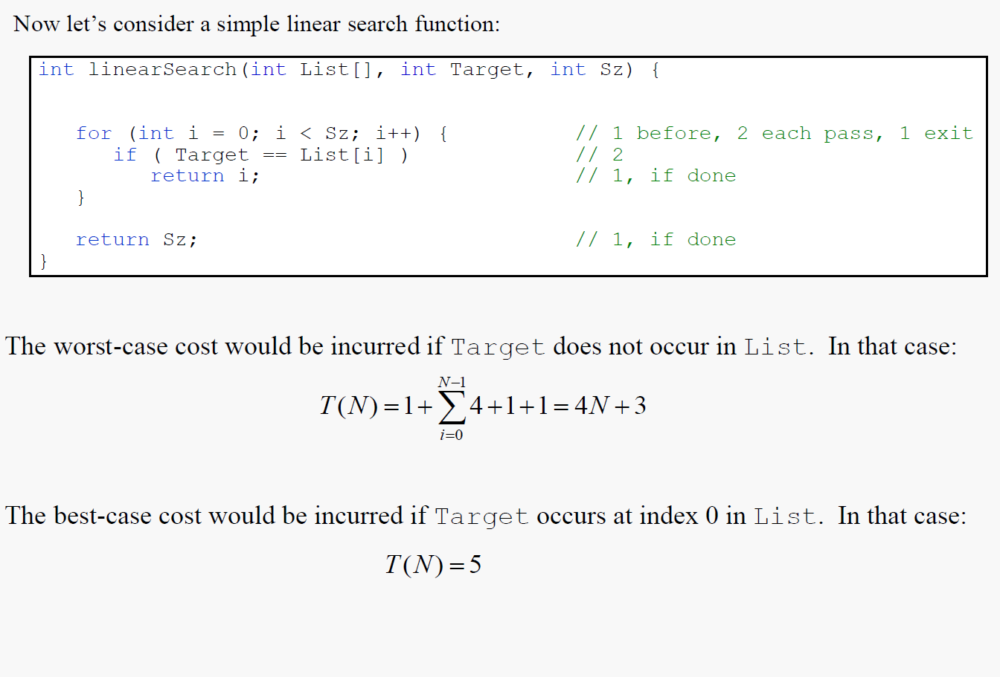 Now let’s consider a simple linear search function:
int linearSearch(int List[], int Target, int Sz) {
for (int i = 0; i < Sz; i++) { // 1 before, 2 each pass, 1 exit
if ( Target == List[i] ) // 2
return i; // 1, if done
}
return Sz; // 1, if done
}
The worst-case cost would be incurred if Target does not occur in List. In that case:
N−1
T(N)=1+∑4+1+1=4N+3
i=0
The best-case cost would be incurred if Target occurs at index 0 in List. In that case:
T(N)=5